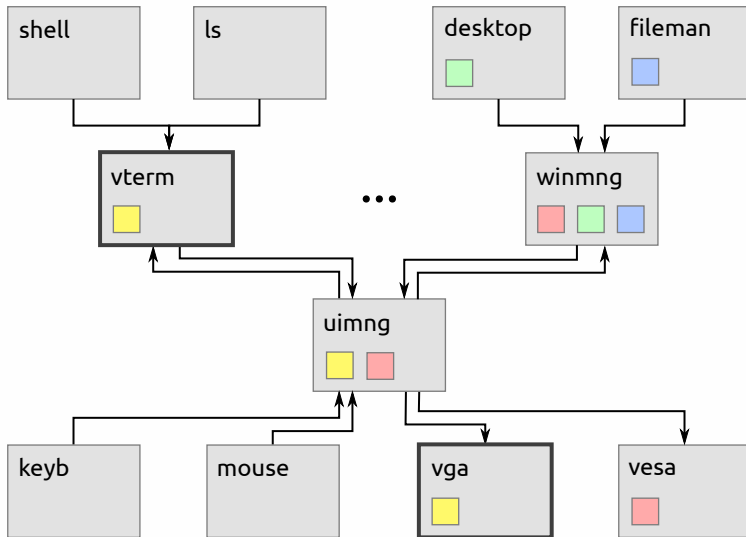 shell
ls
desktop
fileman
vterm
...
winmng
uimng
keyb
mouse
vga
vesa